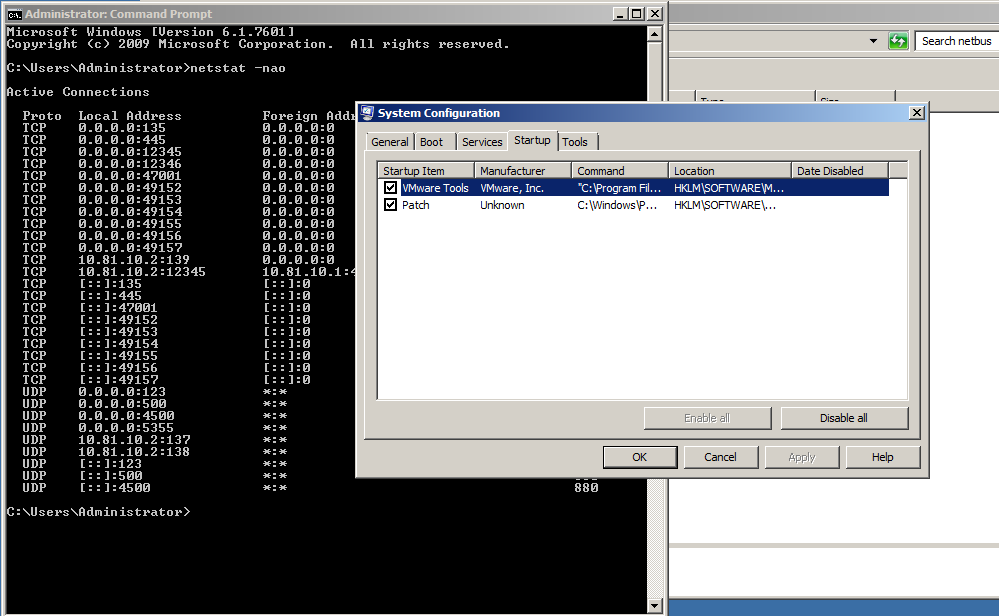 Administrator: Command Prompt
Microsoft Windows [Version 6.1.7601]
Copyright (c) 2009 Microsoft Corporation.  All rights reserved.
C:\Users\Administrator>netstat -nao
Active Connections
Proto  Local Address          Foreign Addr
TCP    0.0.0.0:135            0.0.0.0:0
TCP    0.0.0.0:445            0.0.0.0:0
TCP    0.0.0.0:12345          0.0.0.0:0
TCP    0.0.0.0:12346          0.0.0.0:0
TCP    0.0.0.0:47001          0.0.0.0:0
TCP    0.0.0.0:49152          0.0.0.0:0
TCP    0.0.0.0:49153          0.0.0.0:0
TCP    0.0.0.0:49154          0.0.0.0:0
TCP    0.0.0.0:49155          0.0.0.0:0
TCP    0.0.0.0:49156          0.0.0.0:0
TCP    0.0.0.0:49157          0.0.0.0:0
TCP    10.81.10.2:139         0.0.0.0:0
TCP    10.81.10.2:12345       10.81.10.1:4
TCP    [::]:135               [::]:0
TCP    [::]:445               [::]:0
TCP    [::]:47001             [::]:0
TCP    [::]:49152             [::]:0
TCP    [::]:49153             [::]:0
TCP    [::]:49154             [::]:0
TCP    [::]:49155             [::]:0
TCP    [::]:49156             [::]:0
TCP    [::]:49157             [::]:0
UDP    0.0.0.0:123            *:*
UDP    0.0.0.0:500            *:*
UDP    0.0.0.0:4500           *:*
UDP    0.0.0.0:5355           *:*
UDP    10.81.10.2:137         *:*
UDP    10.81.10.2:138         *:*
UDP    [::]:123               *:*
UDP    [::]:500               *:*
UDP    [::]:4500              *:*                                    880
C:\Users\Administrator>
Search netbus
System Configuration
General Boot Services Startup Tools
Startup Item Manufacturer Command Location Date Disabled
VMware Tools VMware, Inc. "C:\Program Fil... HKLM\SOFTWARE\M...
Patch Unknown C:\Windows\P... HKLM\SOFTWARE\...
Enable all Disable all
OK Cancel Apply Help